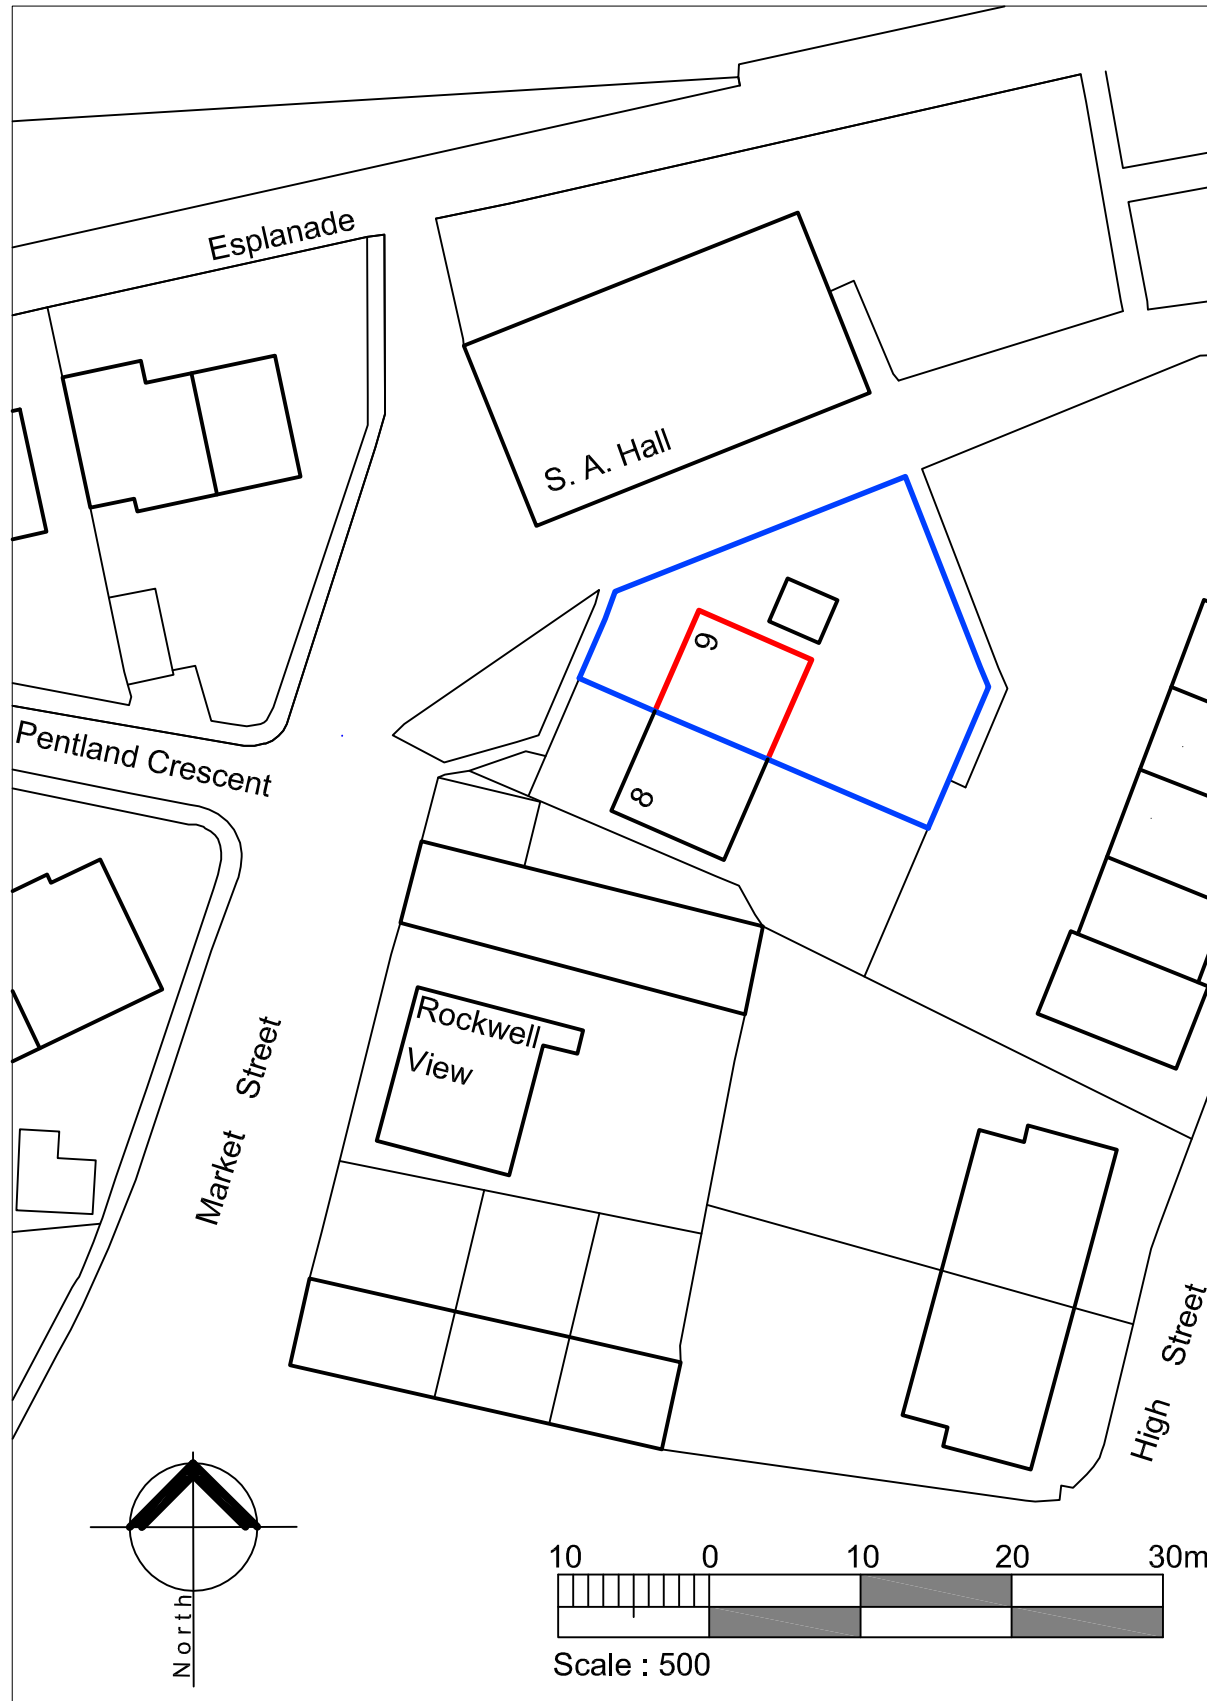 Esplanade
S. A. Hall
9
Pentland Crescent
8
Rockwell
View
Market Street
High Street
North
10 0 10 20 30m
Scale : 500